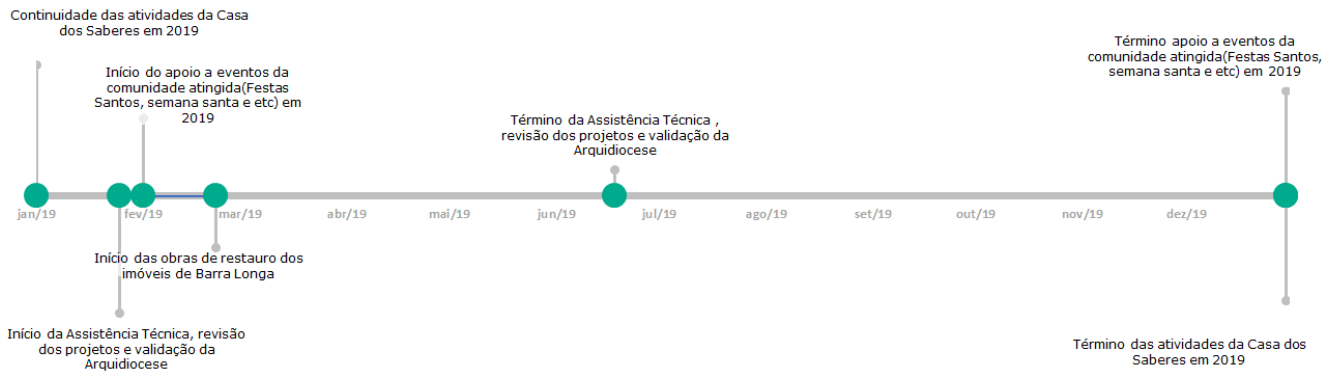 Continuidade das atividades da Casa
dos Saberes em 2019
Início do apoio a eventos da
comunidade atingida(Festas
Santos, semana santa e etc) em
2019
Término da Assistência Técnica ,
revisão dos projetos e validação da
Arquidiocese
Término apoio a eventos da
comunidade atingida(Festas Santos,
semana santa e etc) em 2019
jan/19 fev/19 mar/19 abr/19 mai/19 jun/19 jul/19 ago/19 set/19 out/19 nov/19 dez/19
Início das obras de restauro dos
imóveis de Barra Longa
Início da Assistência Técnica, revisão
dos projetos e validação da
Arquidiocese
Término das atividades da Casa dos
Saberes em 2019